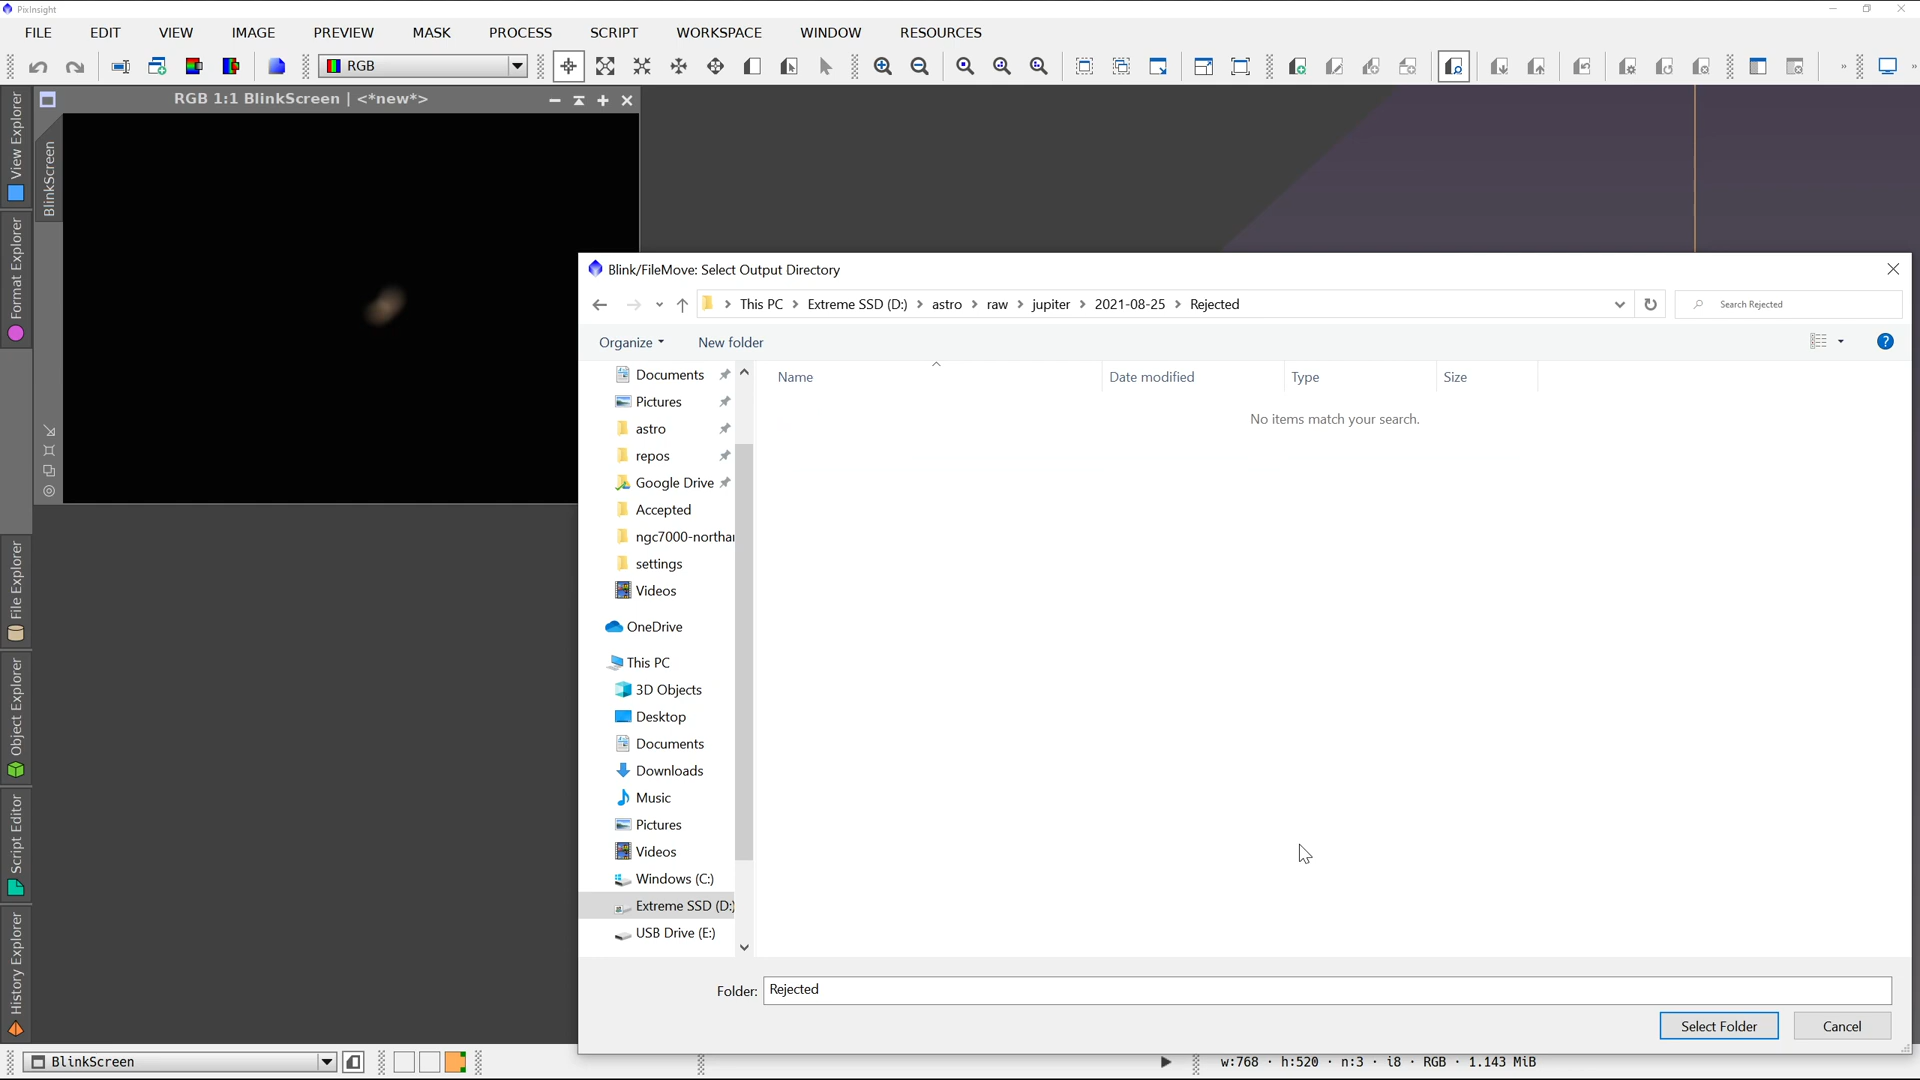 PixInsight
FILE EDIT VIEW IMAGE PREVIEW MASK PROCESS SCRIPT WORKSPACE WINDOW RESOURCES
RGB
RGB 1:1 BlinkScreen | <*new*>
View Explorer
BlinkScreen
Format Explorer
File Explorer
Object Explorer
Script Editor
History Explorer
Blink/FileMove: Select Output Directory
This PC > Extreme SSD (D:) > astro > raw > jupiter > 2021-08-25 > Rejected
Search Rejected
Organize New folder
Name Date modified Type Size
No items match your search.
Documents
Pictures
astro
repos
Google Drive
Accepted
ngc7000-northar
settings
Videos
OneDrive
This PC
3D Objects
Desktop
Documents
Downloads
Music
Pictures
Videos
Windows (C:)
Extreme SSD (D:)
USB Drive (E:)
Folder: Rejected
Select Folder Cancel
BlinkScreen
w:768 · h:520 · n:3 · i8 · RGB · 1.143 MiB